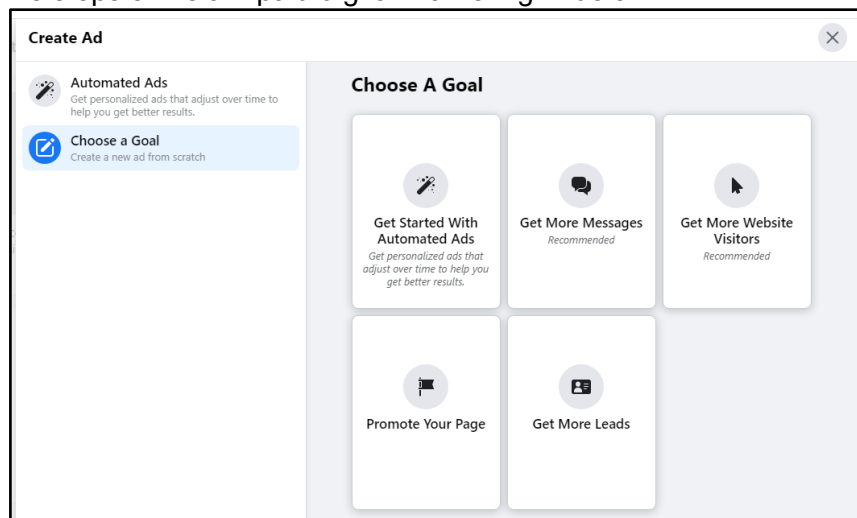 Create Ad
Automated Ads
Get personalized ads that adjust over time to
help you get better results.
Choose a Goal
Create a new ad from scratch
Choose A Goal
Get Started With
Automated Ads
Get personalized ads that
adjust over time to help you
get better results.
Get More Messages
Recommended
Get More Website
Visitors
Recommended
Promote Your Page
Get More Leads